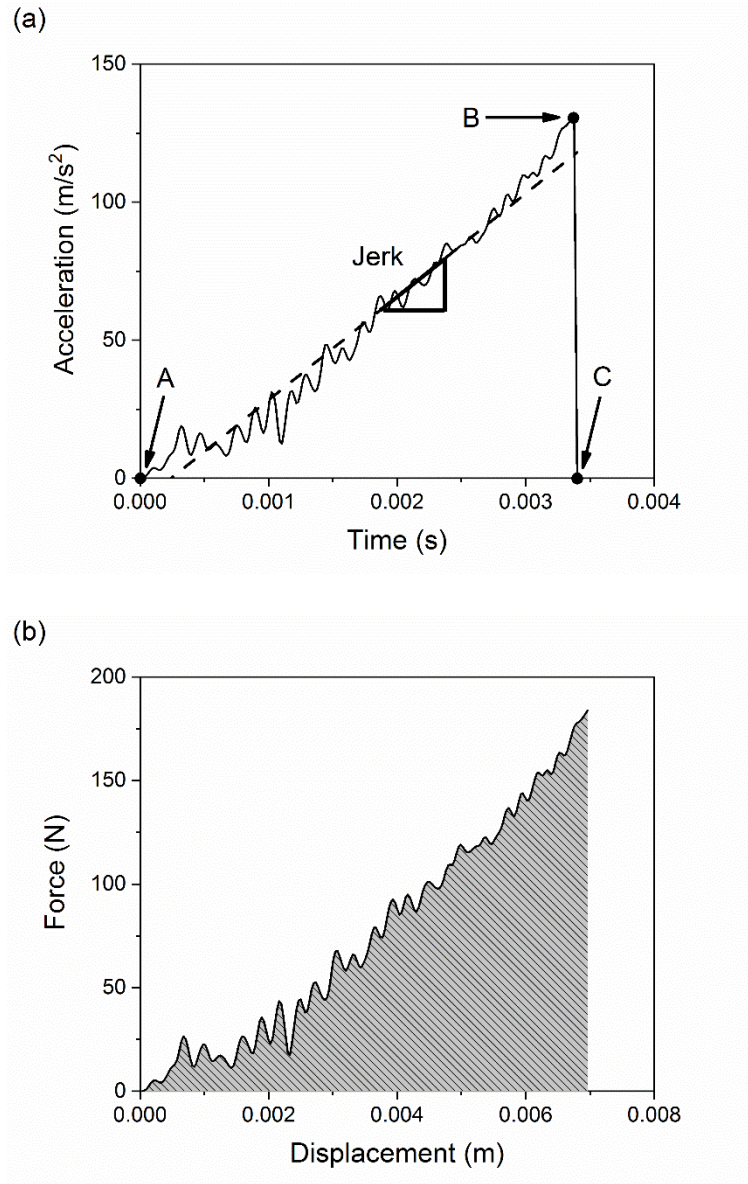 (a)
150
100
50
0
Acceleration (m/s²)
A
Jerk
B
C
0.000 0.001 0.002 0.003 0.004
Time (s)
(b)
200
150
100
50
0
Force (N)
0.000 0.002 0.004 0.006 0.008
Displacement (m)